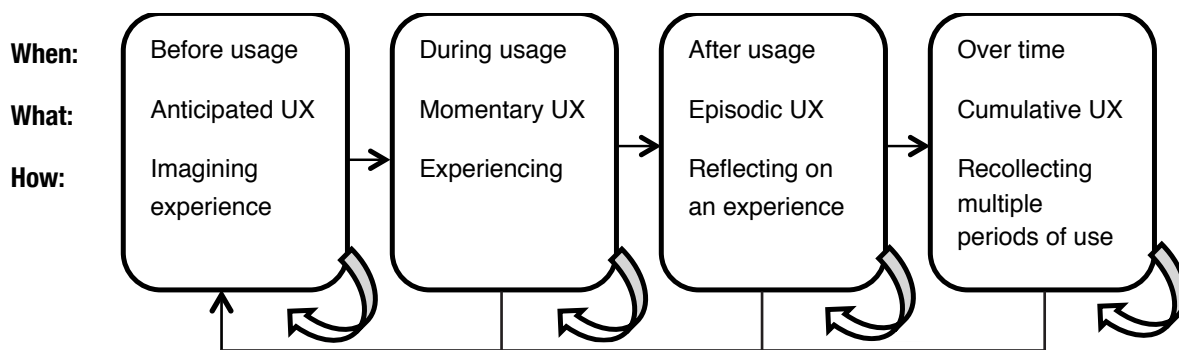 When: Before usage During usage After usage Over time
What: Anticipated UX Momentary UX Episodic UX Cumulative UX
How: Imagining Experiencing Reflecting on Recollecting
experience an experience multiple
periods of use